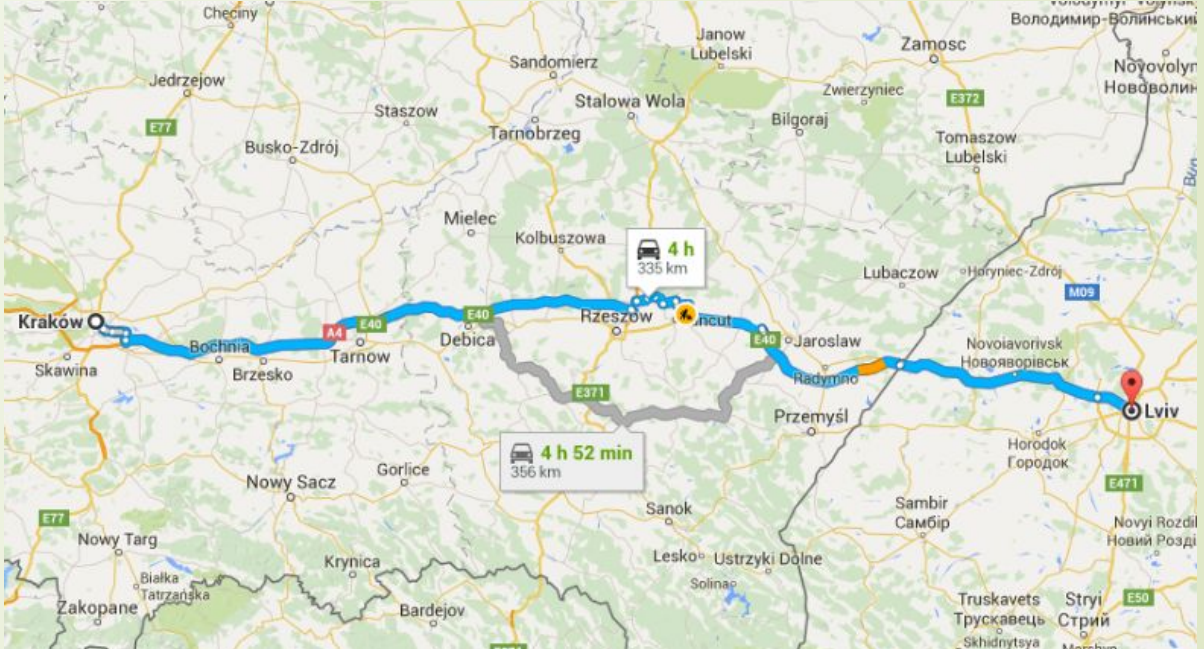 Checiny
Володимир-Волинський
Janow
Lubelski
Zamosc
Sandomierz
Novovolyn
Нововолин
Jedrzejow
Zwierzyniec
E372
Staszow
Stalowa Wola
Bilgoraj
E77
Tarnobrzeg
Tomaszow
Lubelski
Busko-Zdrój
Mielec
Kolbuszowa
4 h
335 km
Lubaczow
Horyniec-Zdrój
M09
Kraków
E40
Rzeszów
A4
E40
Bochnia
Tarnow
Debica
E40
Jaroslaw
Novoiavorivsk
Новояворівськ
Skawina
Brzesko
Radymno
E371
Przemyśl
Lviv
4 h 52 min
356 km
Horodok
Городок
Gorlice
Nowy Sacz
E471
Sanok
Sambir
Самбір
E77
Novyi Rozdil
Новий Розді
Nowy Targ
Krynica
Lesko
Ustrzyki Dolne
Białka
Tatrzańska
Solina
Zakopane
Bardejov
Truskavets
Трускавець
Stryi
Стрий
E50
Skhidnytsya